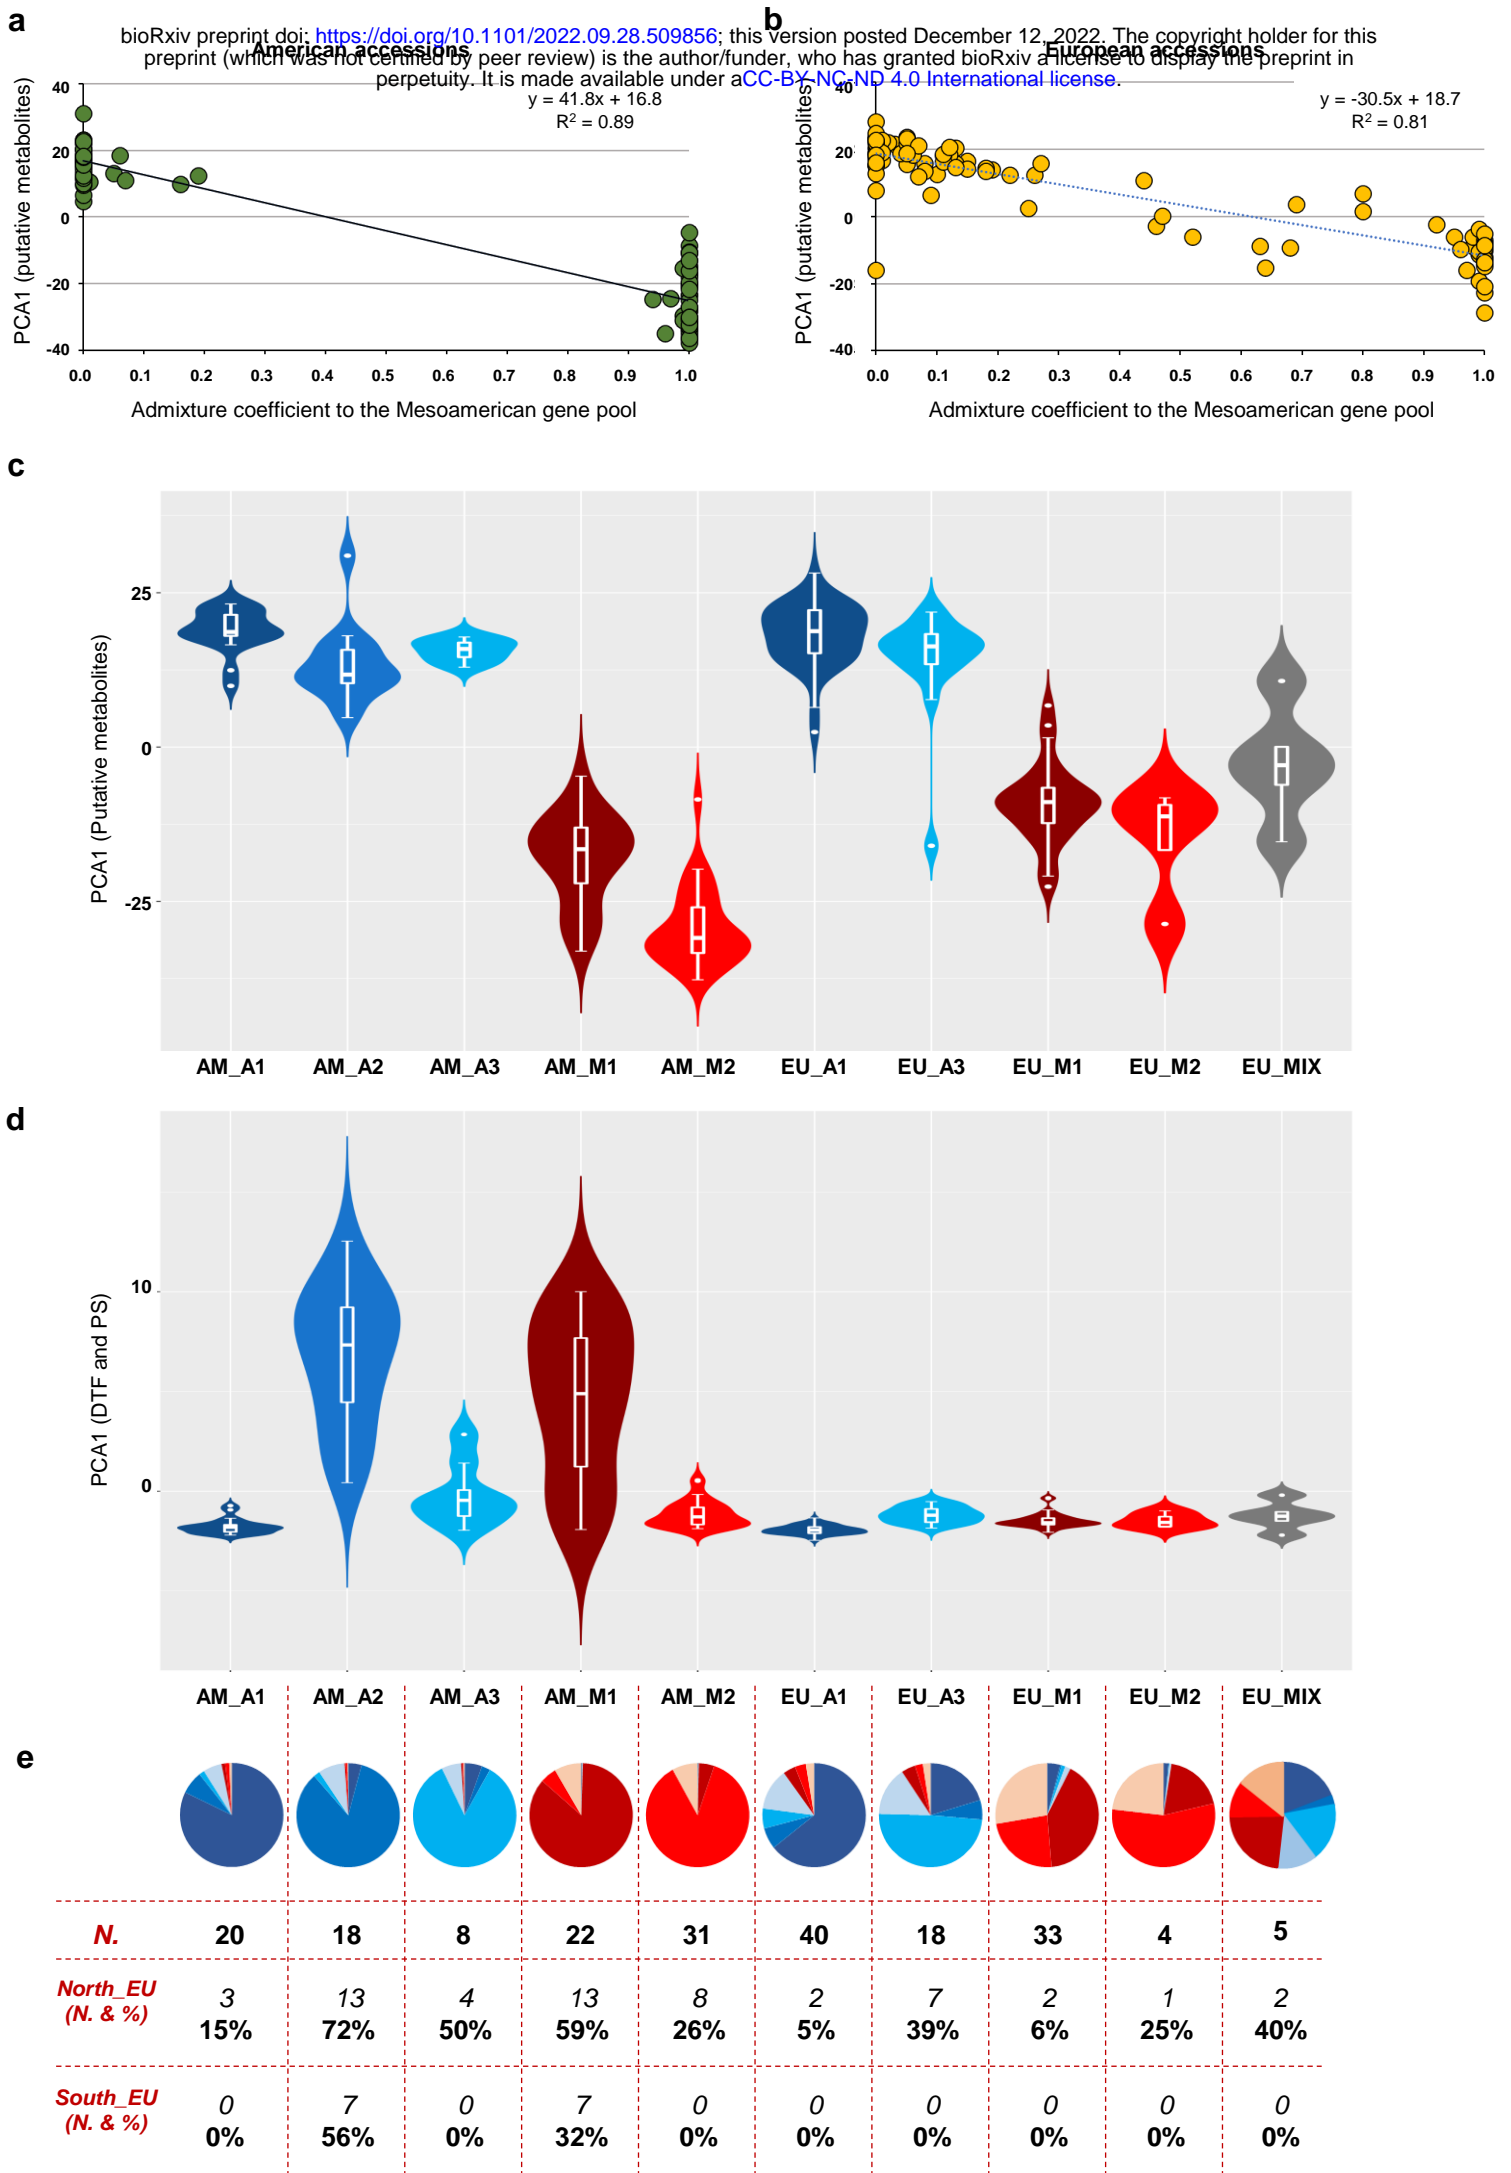 a
b
bioRxiv preprint doi: https://doi.org/10.1101/2022.09.28.509856; this version posted December 12, 2022. The copyright holder for this
American accessions
European accessions
preprint (which was not certified by peer review) is the author/funder, who has granted bioRxiv a license to display the preprint in
perpetuity. It is made available under aCC-BY-NC-ND 4.0 International license.
PCA1 (putative metabolites)
40
20
0
-20
-40
y = 41.8x + 16.8
R² = 0.89
0.0 0.1 0.2 0.3 0.4 0.5 0.6 0.7 0.8 0.9 1.0
Admixture coefficient to the Mesoamerican gene pool
PCA1 (putative metabolites)
40
20
0
-20
-40
y = -30.5x + 18.7
R² = 0.81
0.0 0.1 0.2 0.3 0.4 0.5 0.6 0.7 0.8 0.9 1.0
Admixture coefficient to the Mesoamerican gene pool
c
PCA1 (Putative metabolites)
25
0
-25
AM_A1 AM_A2 AM_A3 AM_M1 AM_M2 EU_A1 EU_A3 EU_M1 EU_M2 EU_MIX
d
PCA1 (DTF and PS)
10
0
AM_A1 AM_A2 AM_A3 AM_M1 AM_M2 EU_A1 EU_A3 EU_M1 EU_M2 EU_MIX
e
N. 20 18 8 22 31 40 18 33 4 5
North_EU
(N. & %)
3 13 4 13 8 2 7 2 1 2
15% 72% 50% 59% 26% 5% 39% 6% 25% 40%
South_EU
(N. & %)
0 7 0 7 0 0 0 0 0 0
0% 56% 0% 32% 0% 0% 0% 0% 0% 0%